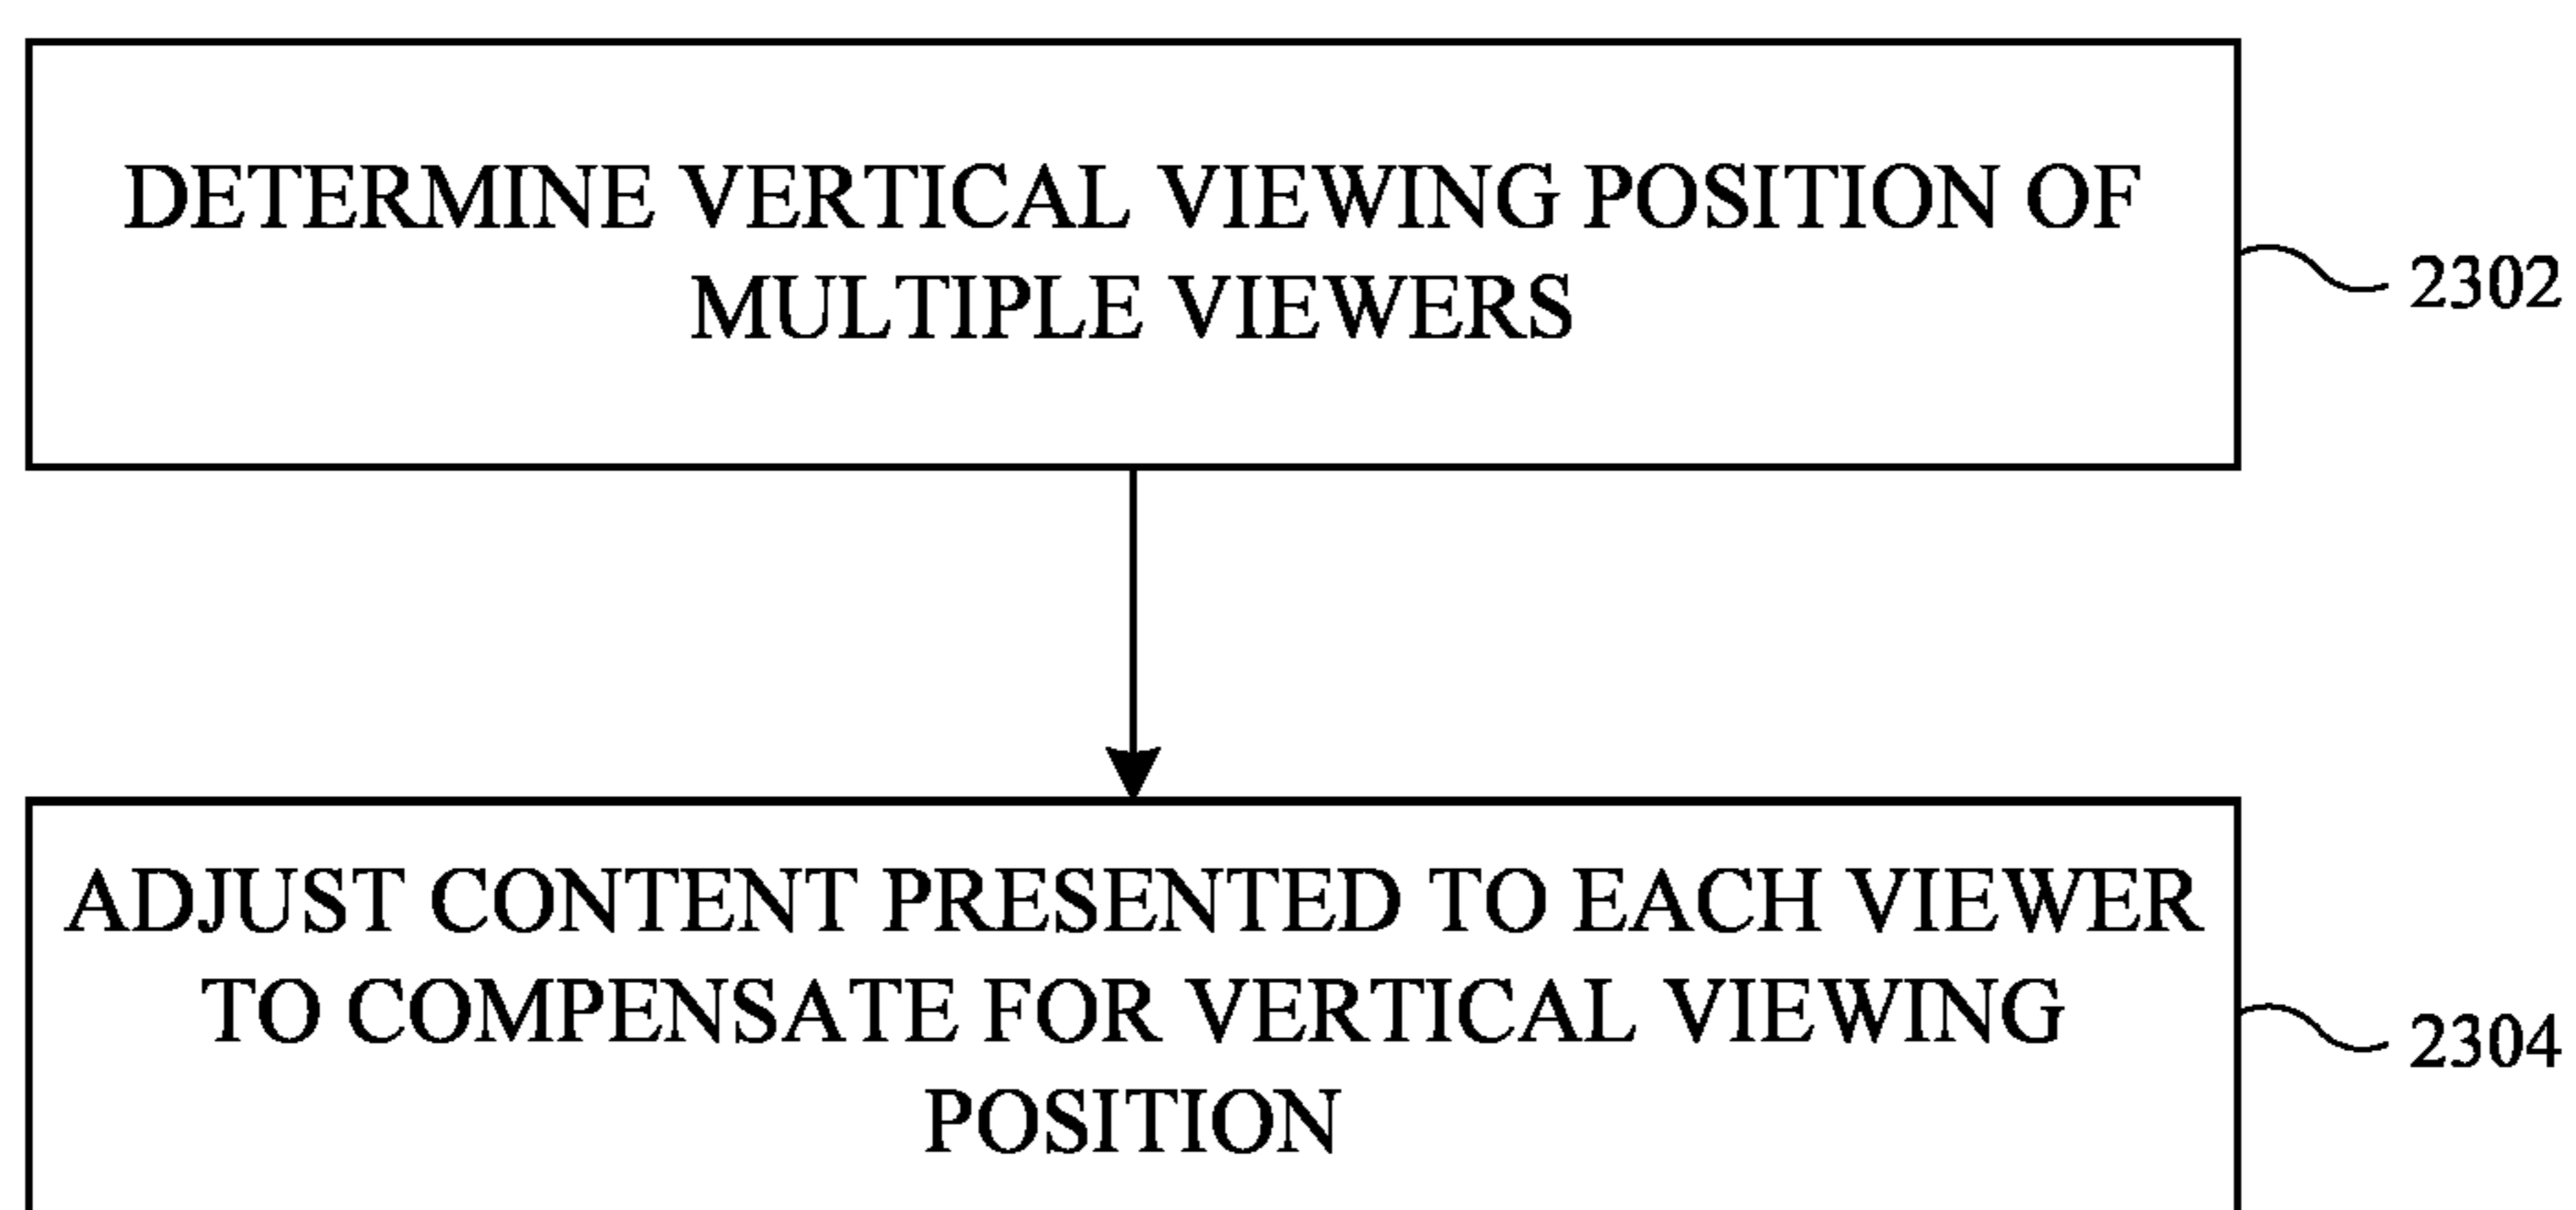 DETERMINE VERTICAL VIEWING POSITION OF
MULTIPLE VIEWERS
2302
ADJUST CONTENT PRESENTED TO EACH VIEWER
TO COMPENSATE FOR VERTICAL VIEWING
POSITION
2304